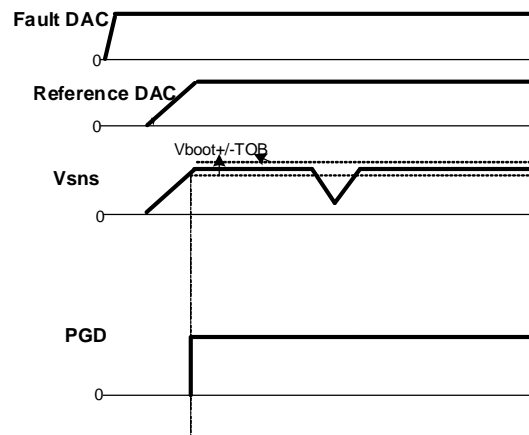 Fault DAC
0
Reference DAC
0
Vboot+/-TOB
Vsns
0
PGD
0